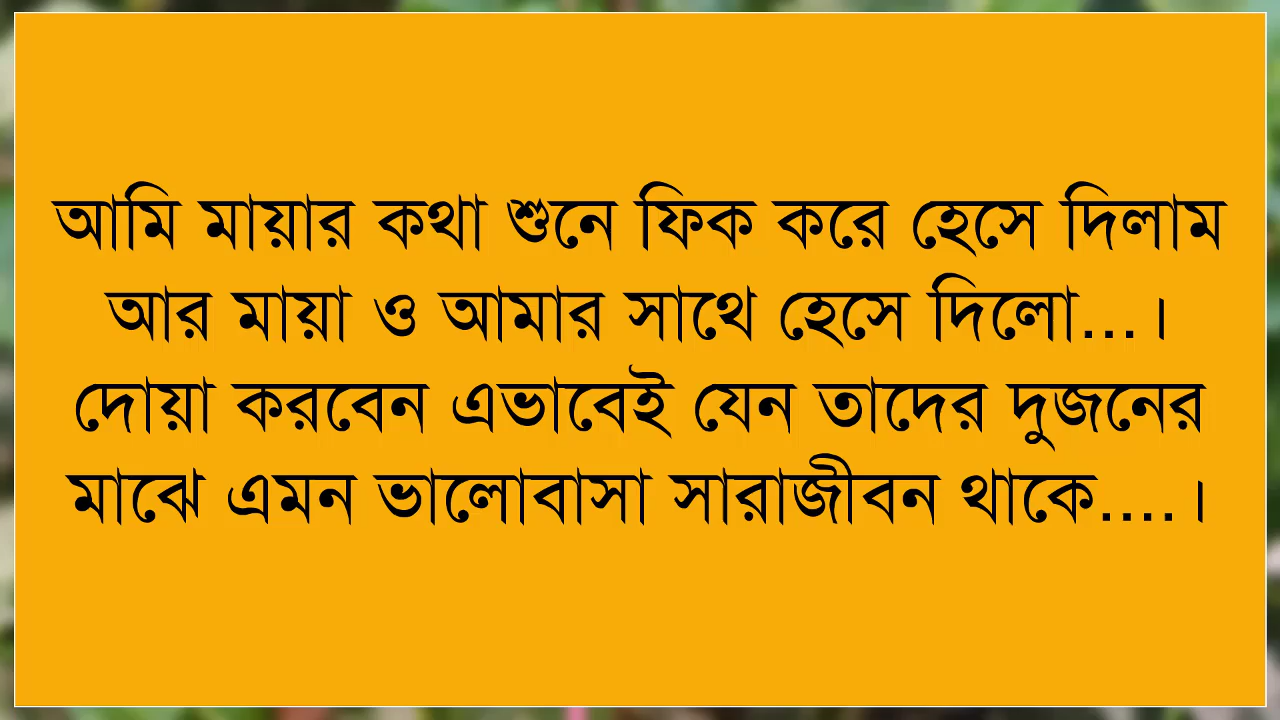 আমি মায়ার কথা শুনে ফিক করে হেসে দিলাম
আর মায়া ও আমার সাথে হেসে দিলো...।
দোয়া করবেন এভাবেই যেন তাদের দুজনের
মাঝে এমন ভালোবাসা সারাজীবন থাকে....।